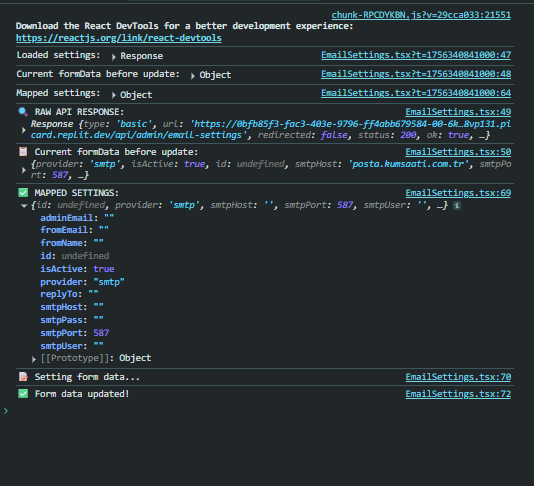 chunk-RPCDYKBN.js?v=29cca033:21551
Download the React DevTools for a better development experience:
https://reactjs.org/link/react-devtools
Loaded settings: ▸ Response EmailSettings.tsx?t=1756340841000:47
Current formData before update: ▸ Object EmailSettings.tsx?t=1756340841000:48
Mapped settings: ▸ Object EmailSettings.tsx?t=1756340841000:64
🔍 RAW API RESPONSE: EmailSettings.tsx:49
▸ Response {type: 'basic', url: 'https://0bfb85f3-fac3-403e-9796-ff4abb679584-00-6k…8vp131.pi
card.replit.dev/api/admin/email-settings', redirected: false, status: 200, ok: true, …}
📋 Current formData before update: EmailSettings.tsx:50
▸ {provider: 'smtp', isActive: true, id: undefined, smtpHost: 'posta.kumsaati.com.tr', smtpPo
rt: 587, …}
✅ MAPPED SETTINGS: EmailSettings.tsx:69
▾ {id: undefined, provider: 'smtp', smtpHost: '', smtpPort: 587, smtpUser: '', …} i
adminEmail: ""
fromEmail: ""
fromName: ""
id: undefined
isActive: true
provider: "smtp"
replyTo: ""
smtpHost: ""
smtpPass: ""
smtpPort: 587
smtpUser: ""
▸ [[Prototype]]: Object
📝 Setting form data... EmailSettings.tsx:70
✅ Form data updated! EmailSettings.tsx:72
>